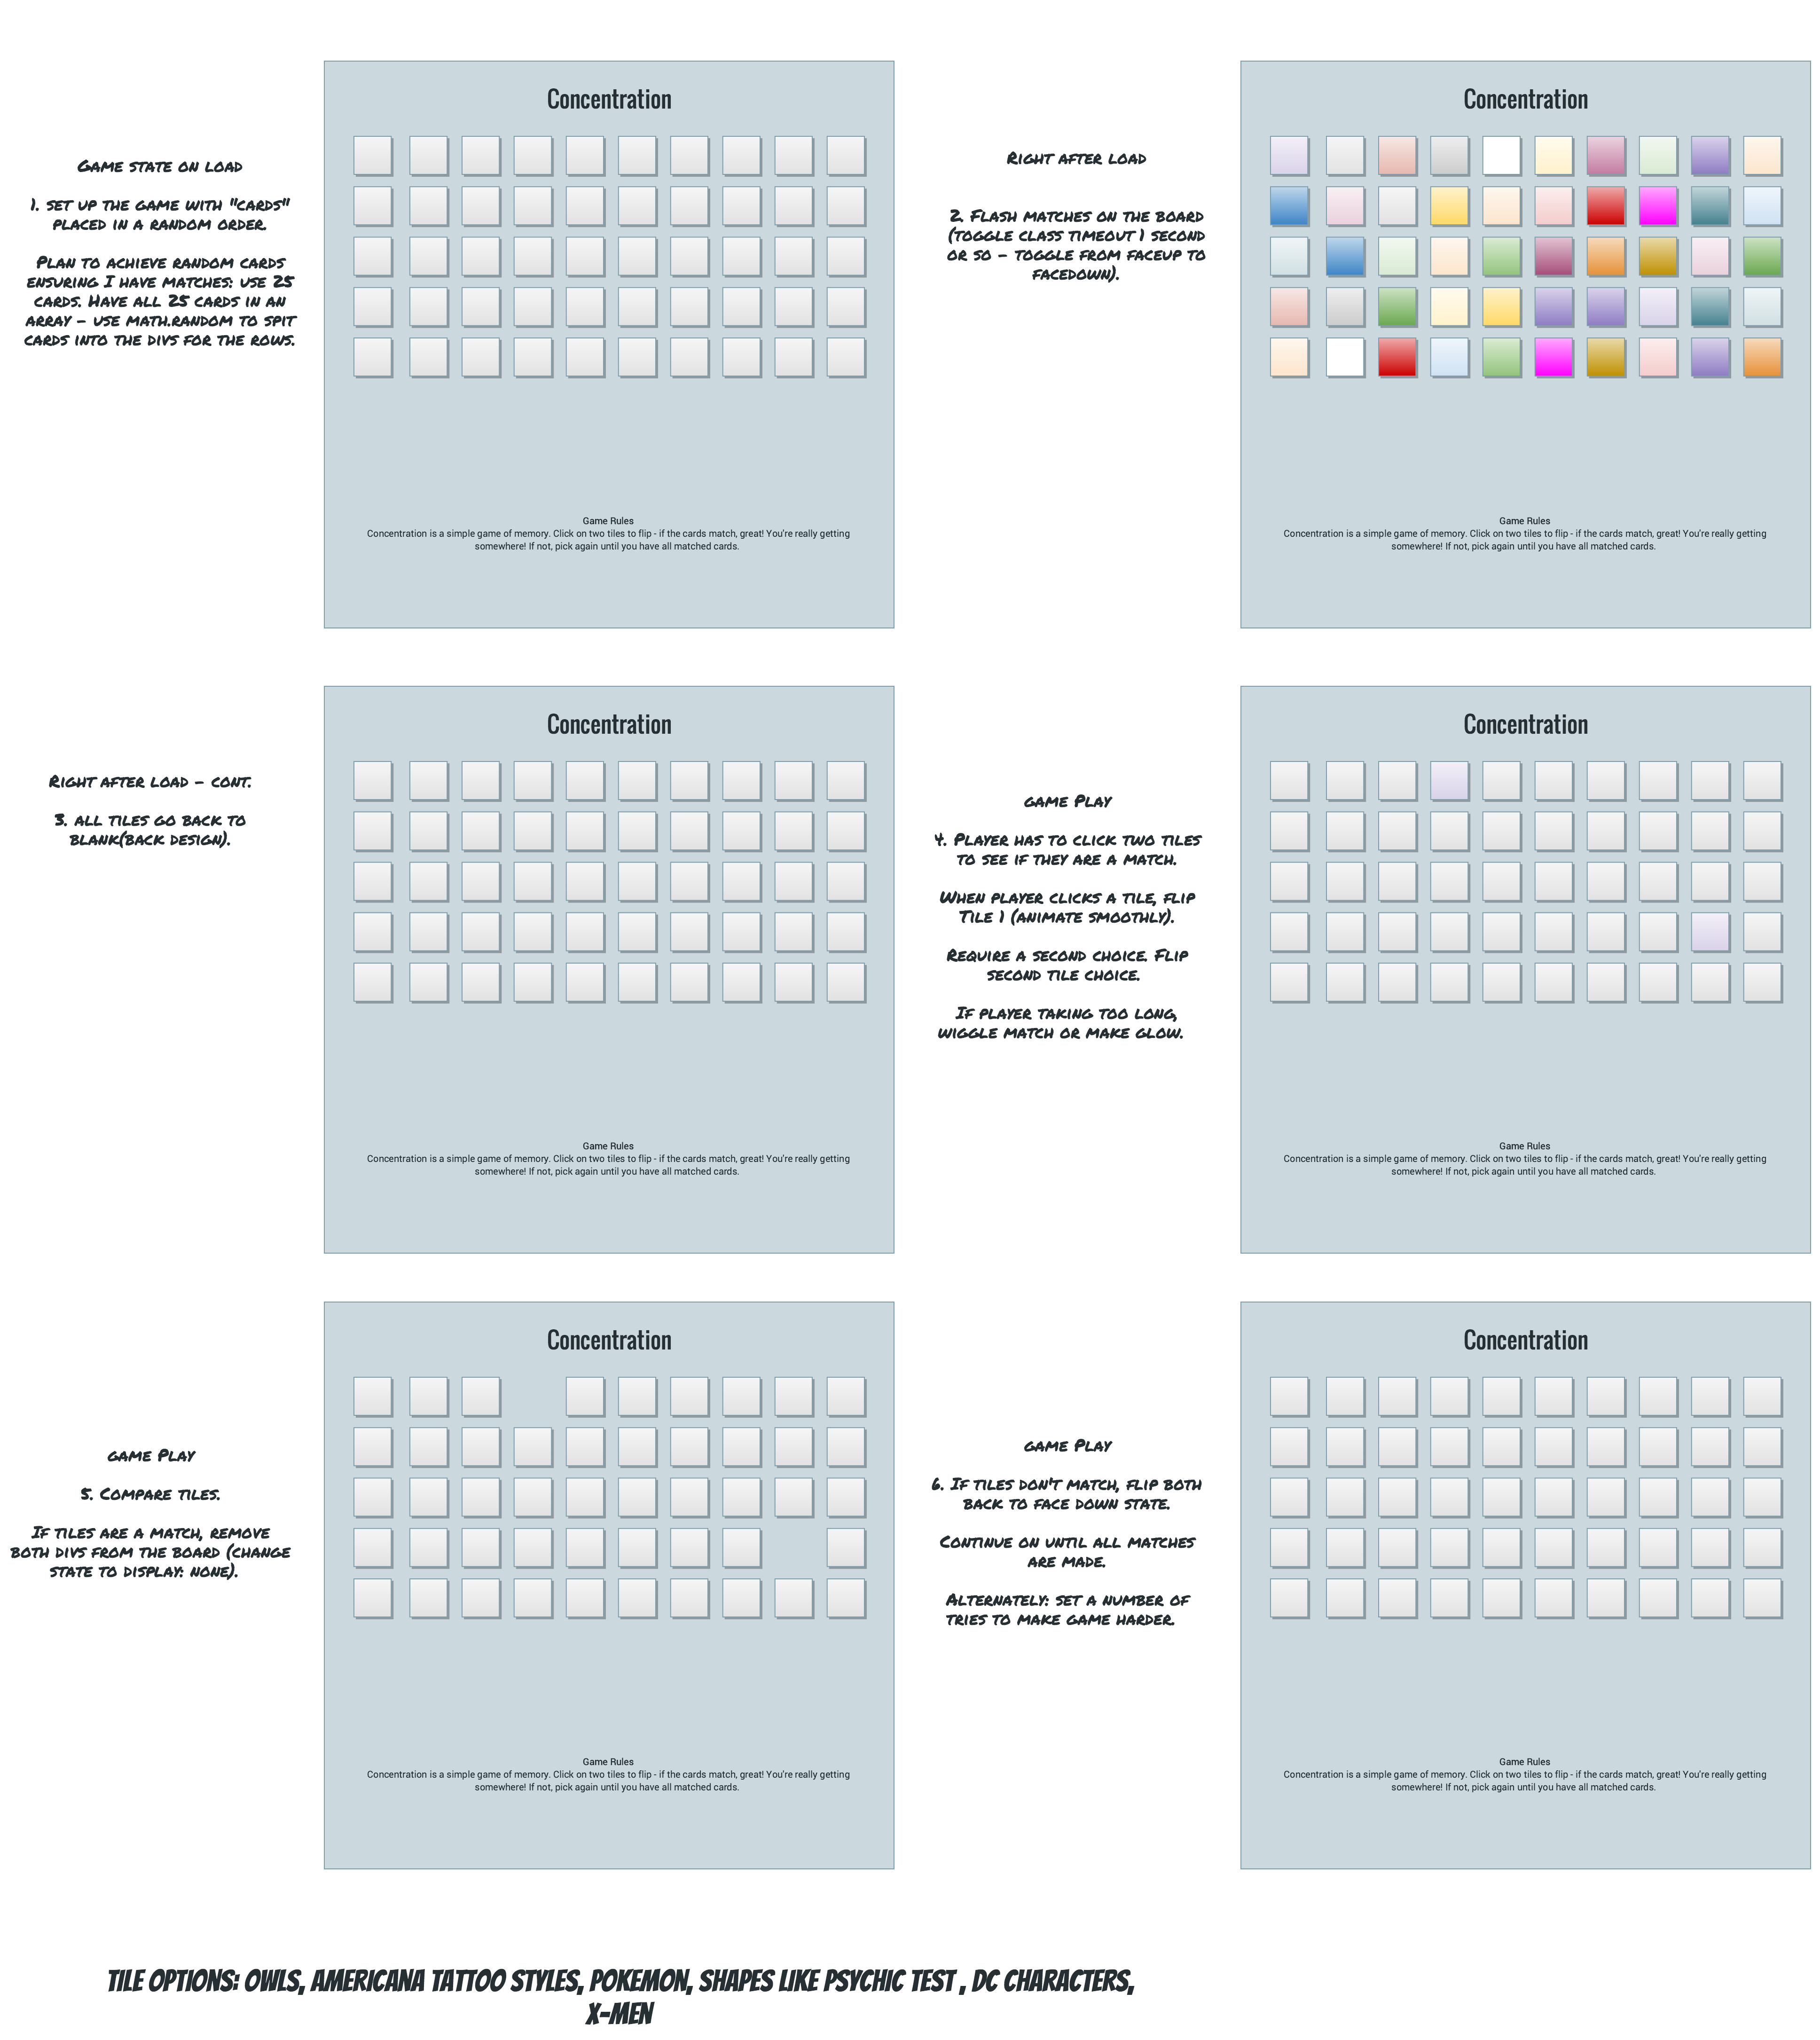 Concentration
Game state on load
1. set up the game with "cards"
placed in a random order.
Plan to achieve random cards
ensuring I have matches: use 25
cards. Have all 25 cards in an
array - use math.random to spit
cards into the divs for the rows.
Game Rules
Concentration is a simple game of memory. Click on two tiles to flip - if the cards match, great! You're really getting
somewhere! If not, pick again until you have all matched cards.
Concentration
Right after load
2. Flash matches on the board
(toggle class timeout 1 second
or so - toggle from faceup to
facedown).
Game Rules
Concentration is a simple game of memory. Click on two tiles to flip - if the cards match, great! You're really getting
somewhere! If not, pick again until you have all matched cards.
Concentration
Right after load - cont.
3. all tiles go back to
blank(back design).
Game Rules
Concentration is a simple game of memory. Click on two tiles to flip - if the cards match, great! You're really getting
somewhere! If not, pick again until you have all matched cards.
Concentration
game Play
4. Player has to click two tiles
to see if they are a match.
When player clicks a tile, flip
Tile 1 (animate smoothly).
Require a second choice. Flip
second tile choice.
If player taking too long,
wiggle match or make glow.
Game Rules
Concentration is a simple game of memory. Click on two tiles to flip - if the cards match, great! You're really getting
somewhere! If not, pick again until you have all matched cards.
Concentration
game Play
5. Compare tiles.
If tiles are a match, remove
both divs from the board (change
state to display: none).
Game Rules
Concentration is a simple game of memory. Click on two tiles to flip - if the cards match, great! You're really getting
somewhere! If not, pick again until you have all matched cards.
Concentration
game Play
6. If tiles don't match, flip both
back to face down state.
Continue on until all matches
are made.
Alternately: set a number of
tries to make game harder.
Game Rules
Concentration is a simple game of memory. Click on two tiles to flip - if the cards match, great! You're really getting
somewhere! If not, pick again until you have all matched cards.
TILE OPTIONS: OWLS, AMERICANA TATTOO STYLES, POKEMON, SHAPES LIKE PSYCHIC TEST , DC CHARACTERS,
X-MEN